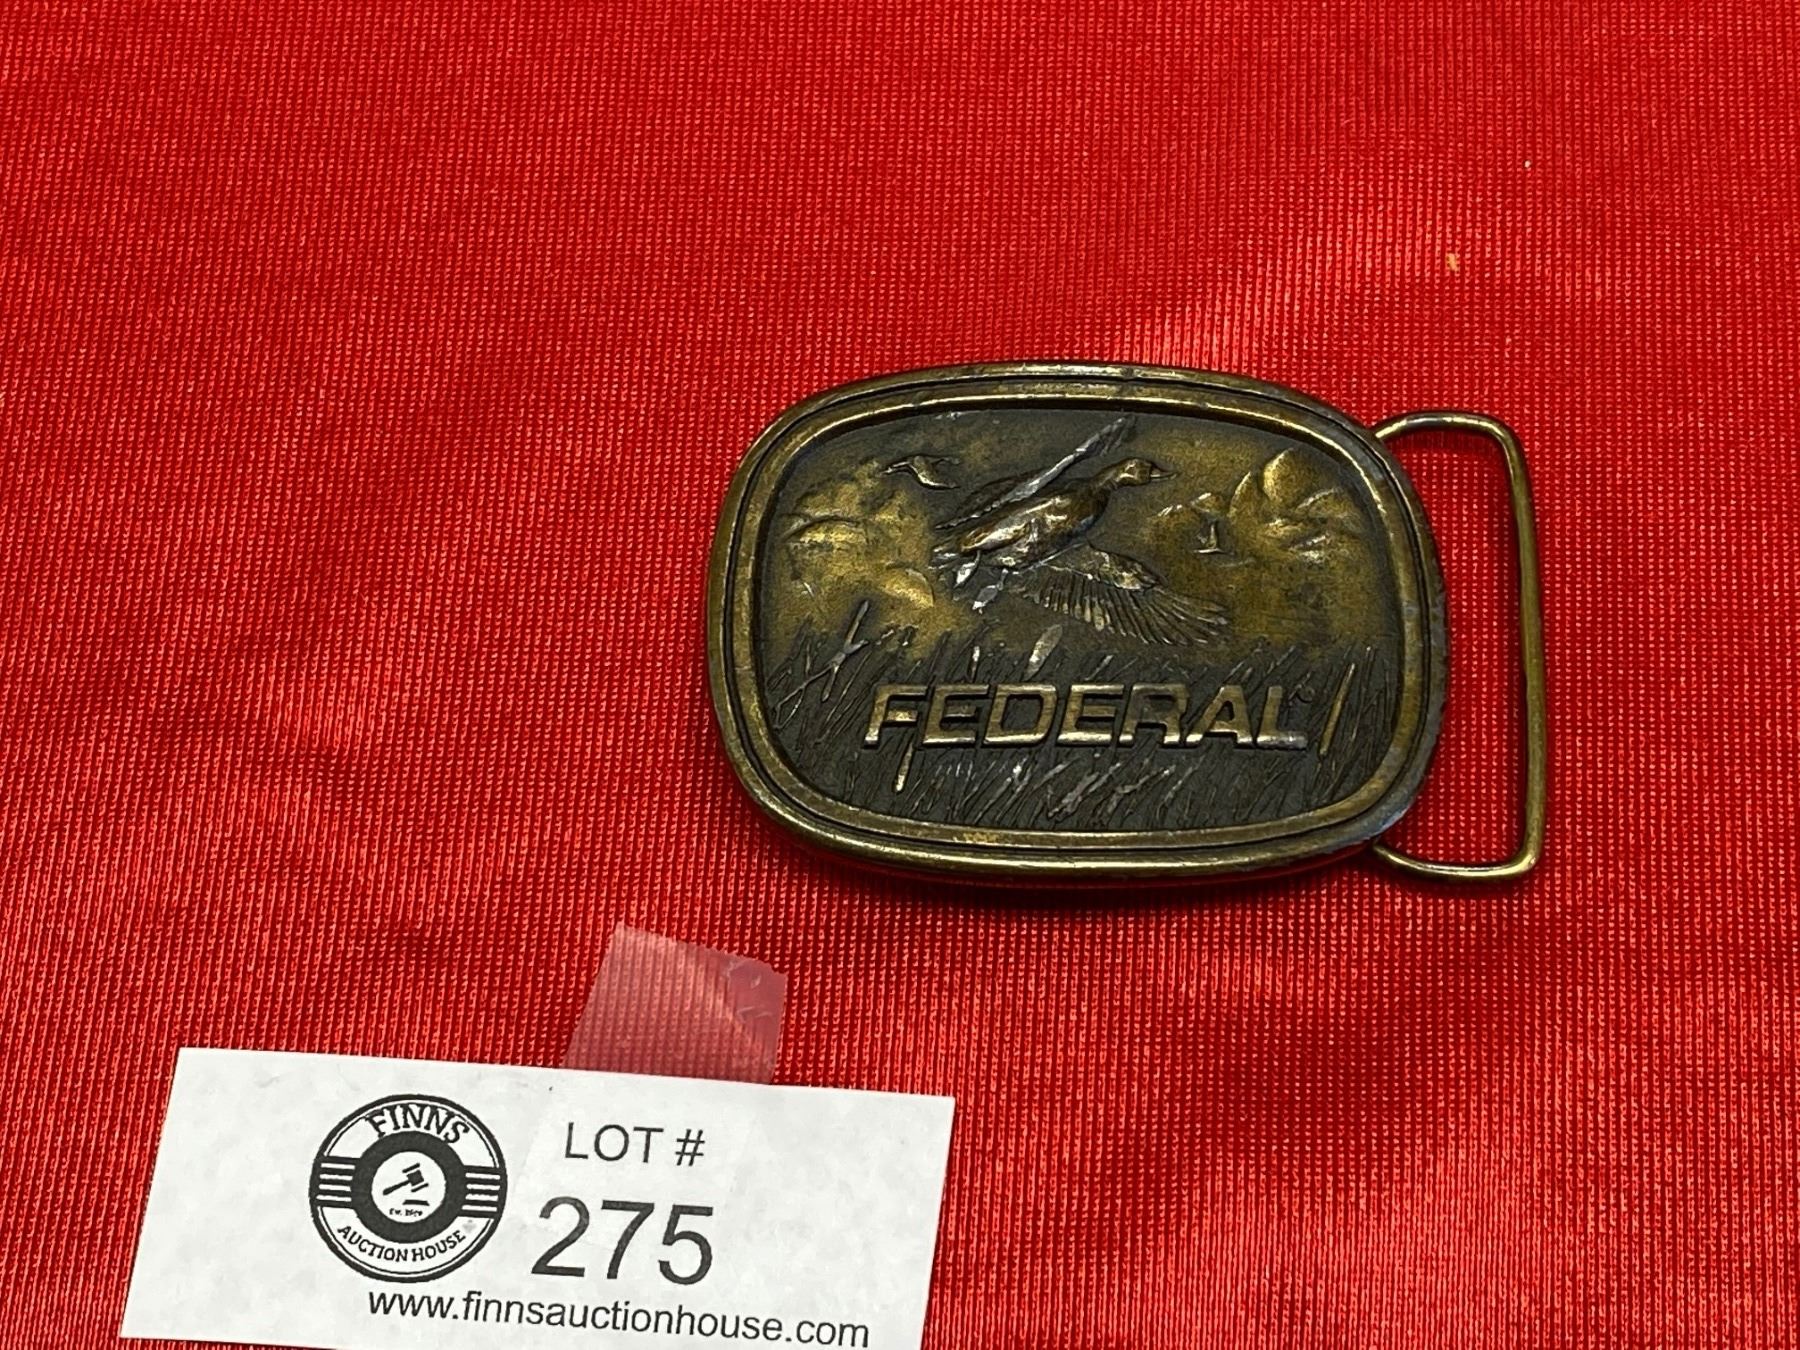 FEDERAL
FINNS
AUCTION HOUSE
LOT #
275
www.finnsauctionhouse.com